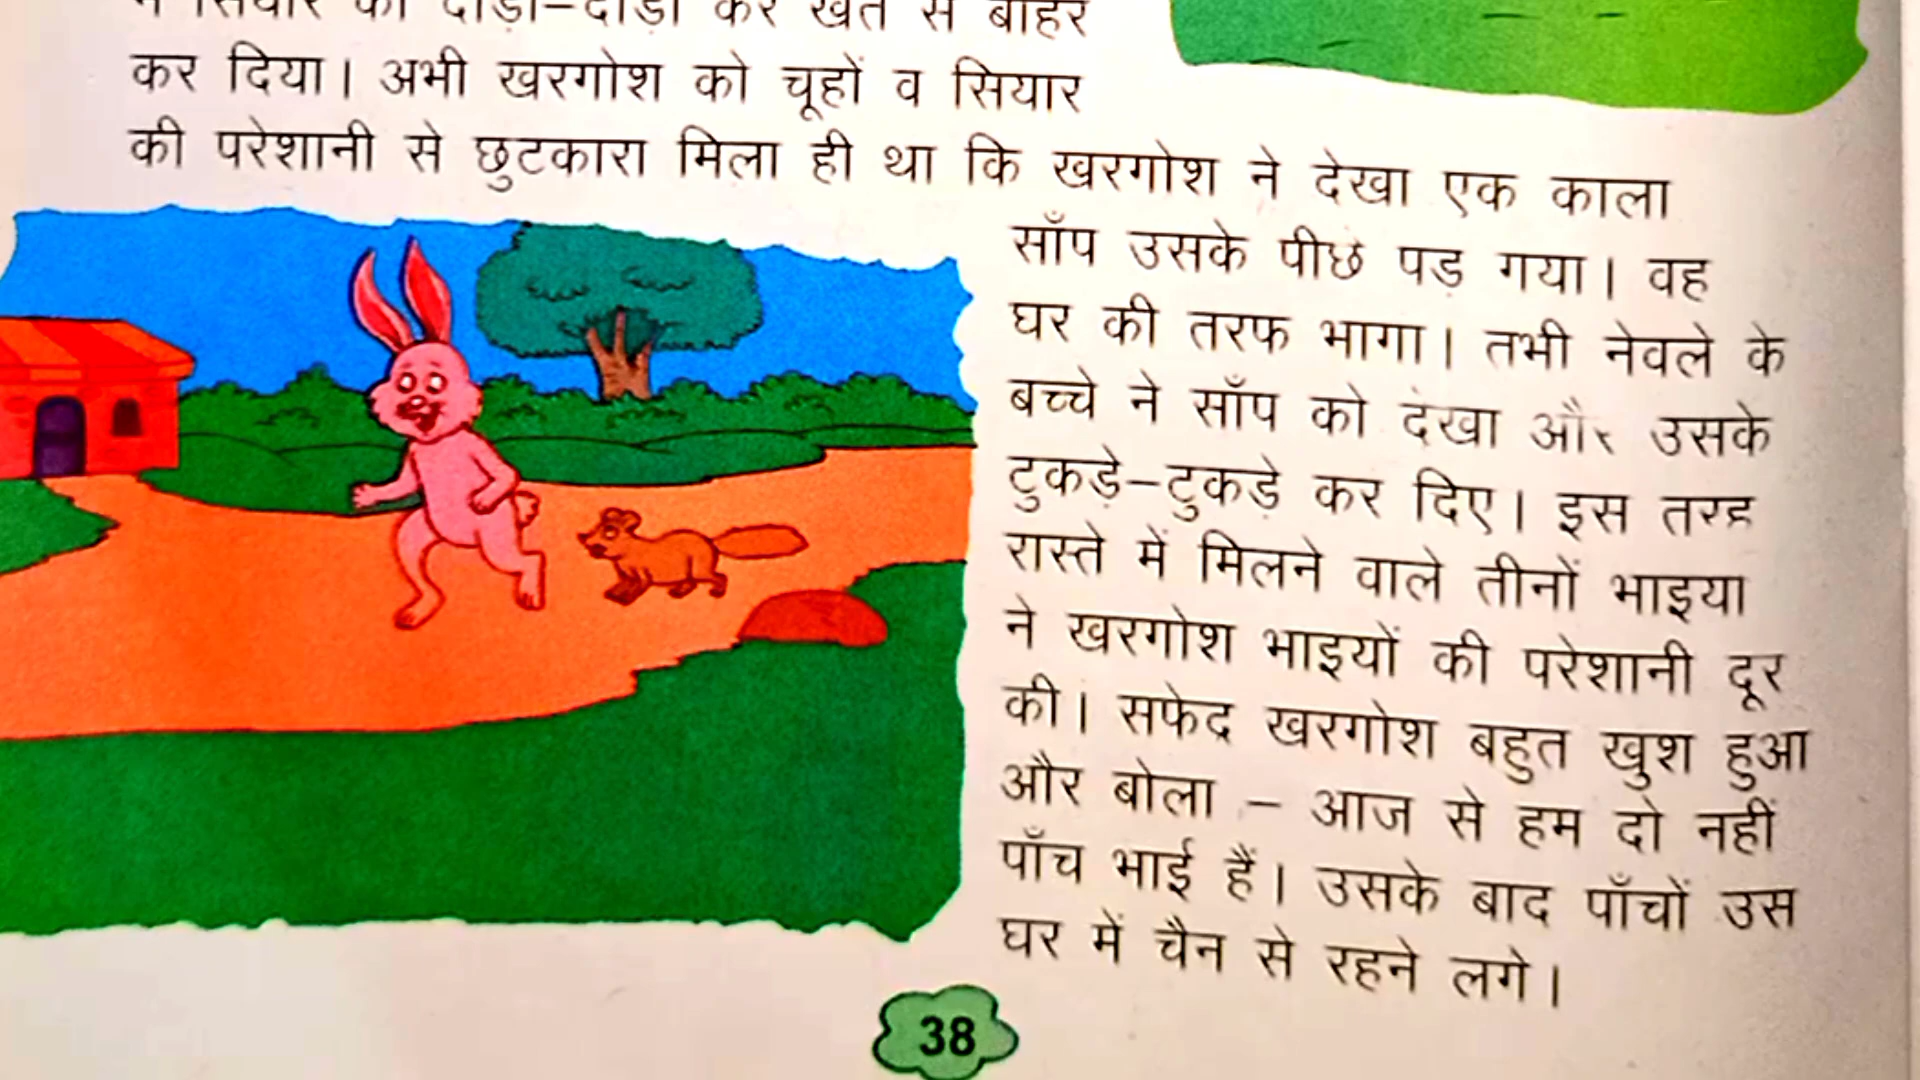 सियार को दौड़ा–दौड़ा कर खेत से बाहर
कर दिया। अभी खरगोश को चूहों व सियार
की परेशानी से छुटकारा मिला ही था कि खरगोश ने देखा एक काला
साँप उसके पीछे पड़ गया। वह
घर की तरफ भागा। तभी नेवले के
बच्चे ने साँप को देखा और उसके
टुकड़े–टुकड़े कर दिए। इस तरह
रास्ते में मिलने वाले तीनों भाइया
ने खरगोश भाइयों की परेशानी दूर
की। सफेद खरगोश बहुत खुश हुआ
और बोला – आज से हम दो नहीं
पाँच भाई हैं। उसके बाद पाँचों उस
घर में चैन से रहने लगे।
38